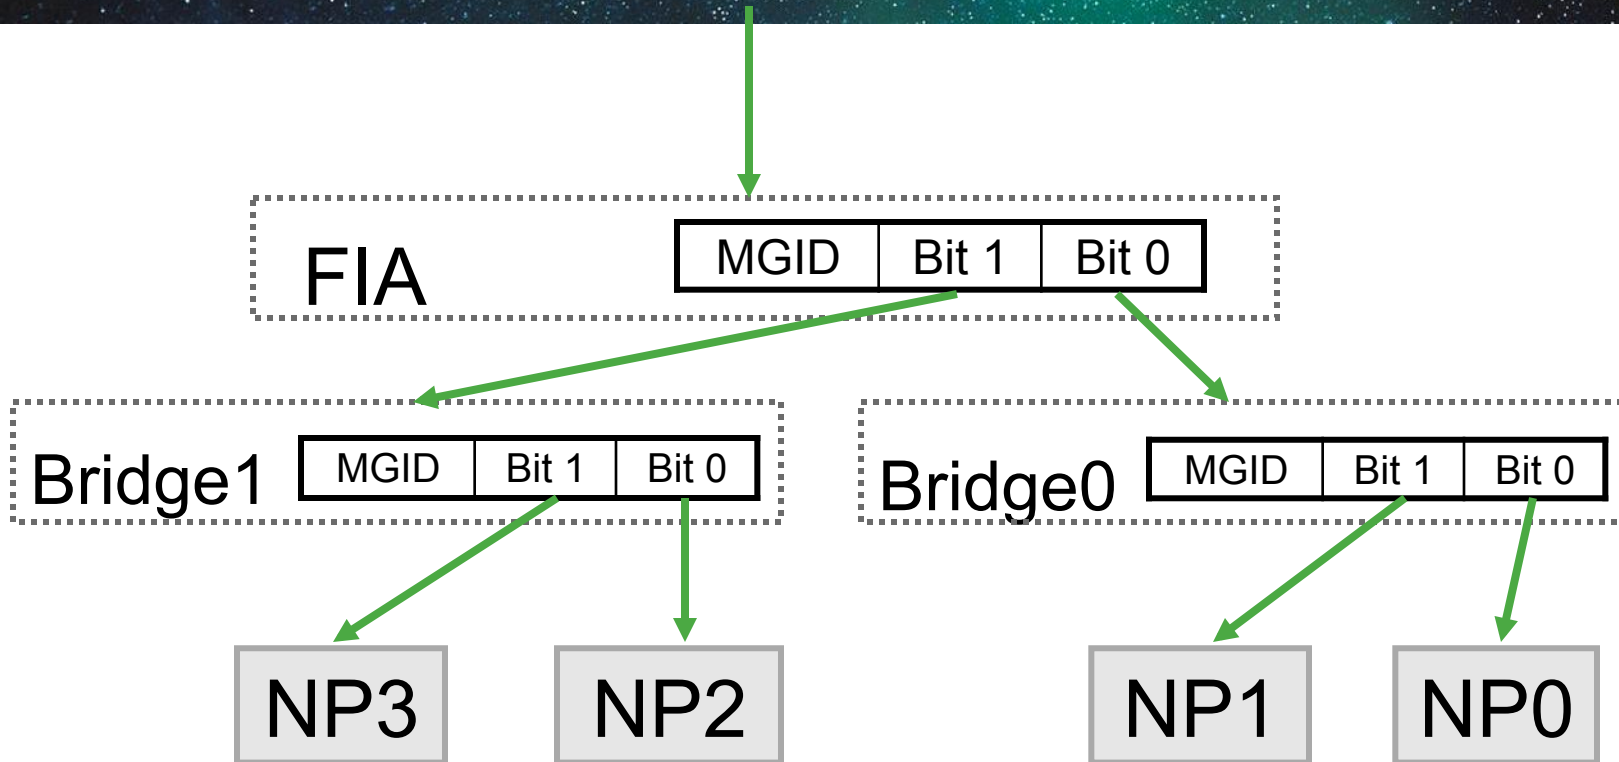 FIA MGID Bit 1 Bit 0
Bridge1 MGID Bit 1 Bit 0
Bridge0 MGID Bit 1 Bit 0
NP3 NP2 NP1 NP0